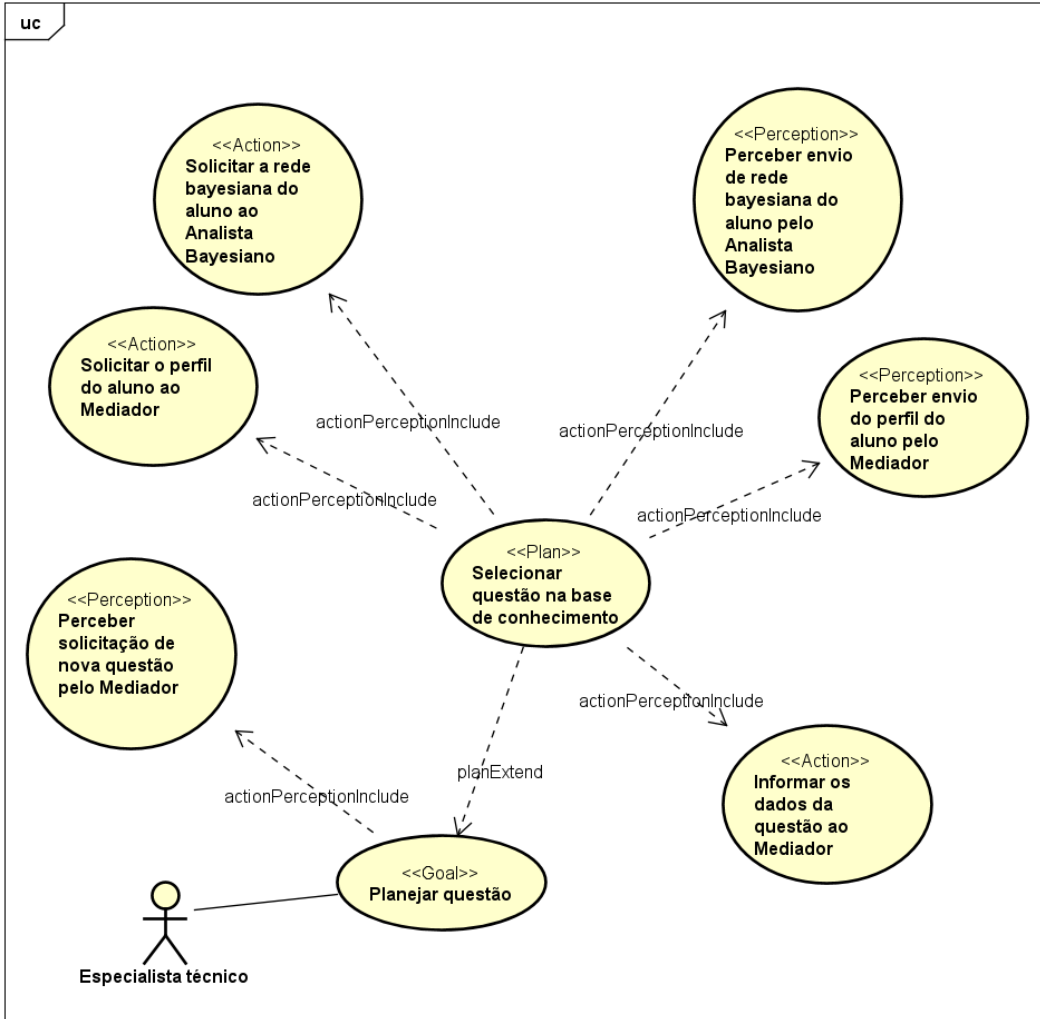 uc
<<Action>>
Solicitar a rede
bayesiana do
aluno ao
Analista
Bayesiano
<<Perception>>
Perceber envio
de rede
bayesiana do
aluno pelo
Analista
Bayesiano
<<Action>>
Solicitar o perfil
do aluno ao
Mediador
<<Perception>>
Perceber envio
do perfil do
aluno pelo
Mediador
actionPerceptionInclude
actionPerceptionInclude
actionPerceptionInclude
actionPerceptionInclude
<<Plan>>
Selecionar
questão na base
de conhecimento
<<Perception>>
Perceber
solicitação de
nova questão
pelo Mediador
actionPerceptionInclude
planExtend
actionPerceptionInclude
<<Action>>
Informar os
dados da
questão ao
Mediador
<<Goal>>
Planejar questão
Especialista técnico